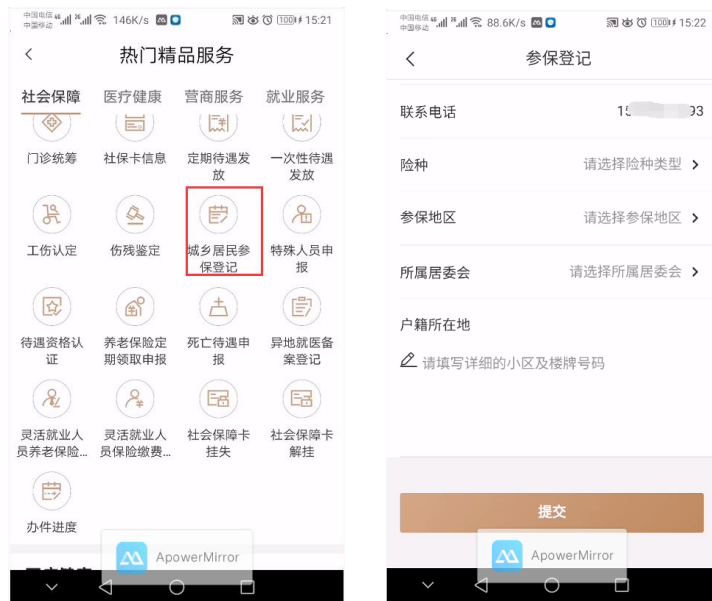 中国电信 46 26 146K/s 100 15:21
中国移动
热门精品服务
社会保障 医疗健康 营商服务 就业服务
门诊统筹 社保卡信息 定期待遇发 一次性待遇
放 发放
工伤认定 伤残鉴定 城乡居民参 特殊人员申
保登记 报
待遇资格认 养老保险定 死亡待遇申 异地就医备
证 期领取申报 报 案登记
灵活就业人 灵活就业人 社会保障卡 社会保障卡
员养老保险... 员保险缴费... 挂失 解挂
办件进度
ApowerMirror
中国电信 46 26 88.6K/s 100 15:22
中国移动
参保登记
联系电话 15 93
险种 请选择险种类型
参保地区 请选择参保地区
所属居委会 请选择所属居委会
户籍所在地
请填写详细的小区及楼牌号码
提交
ApowerMirror